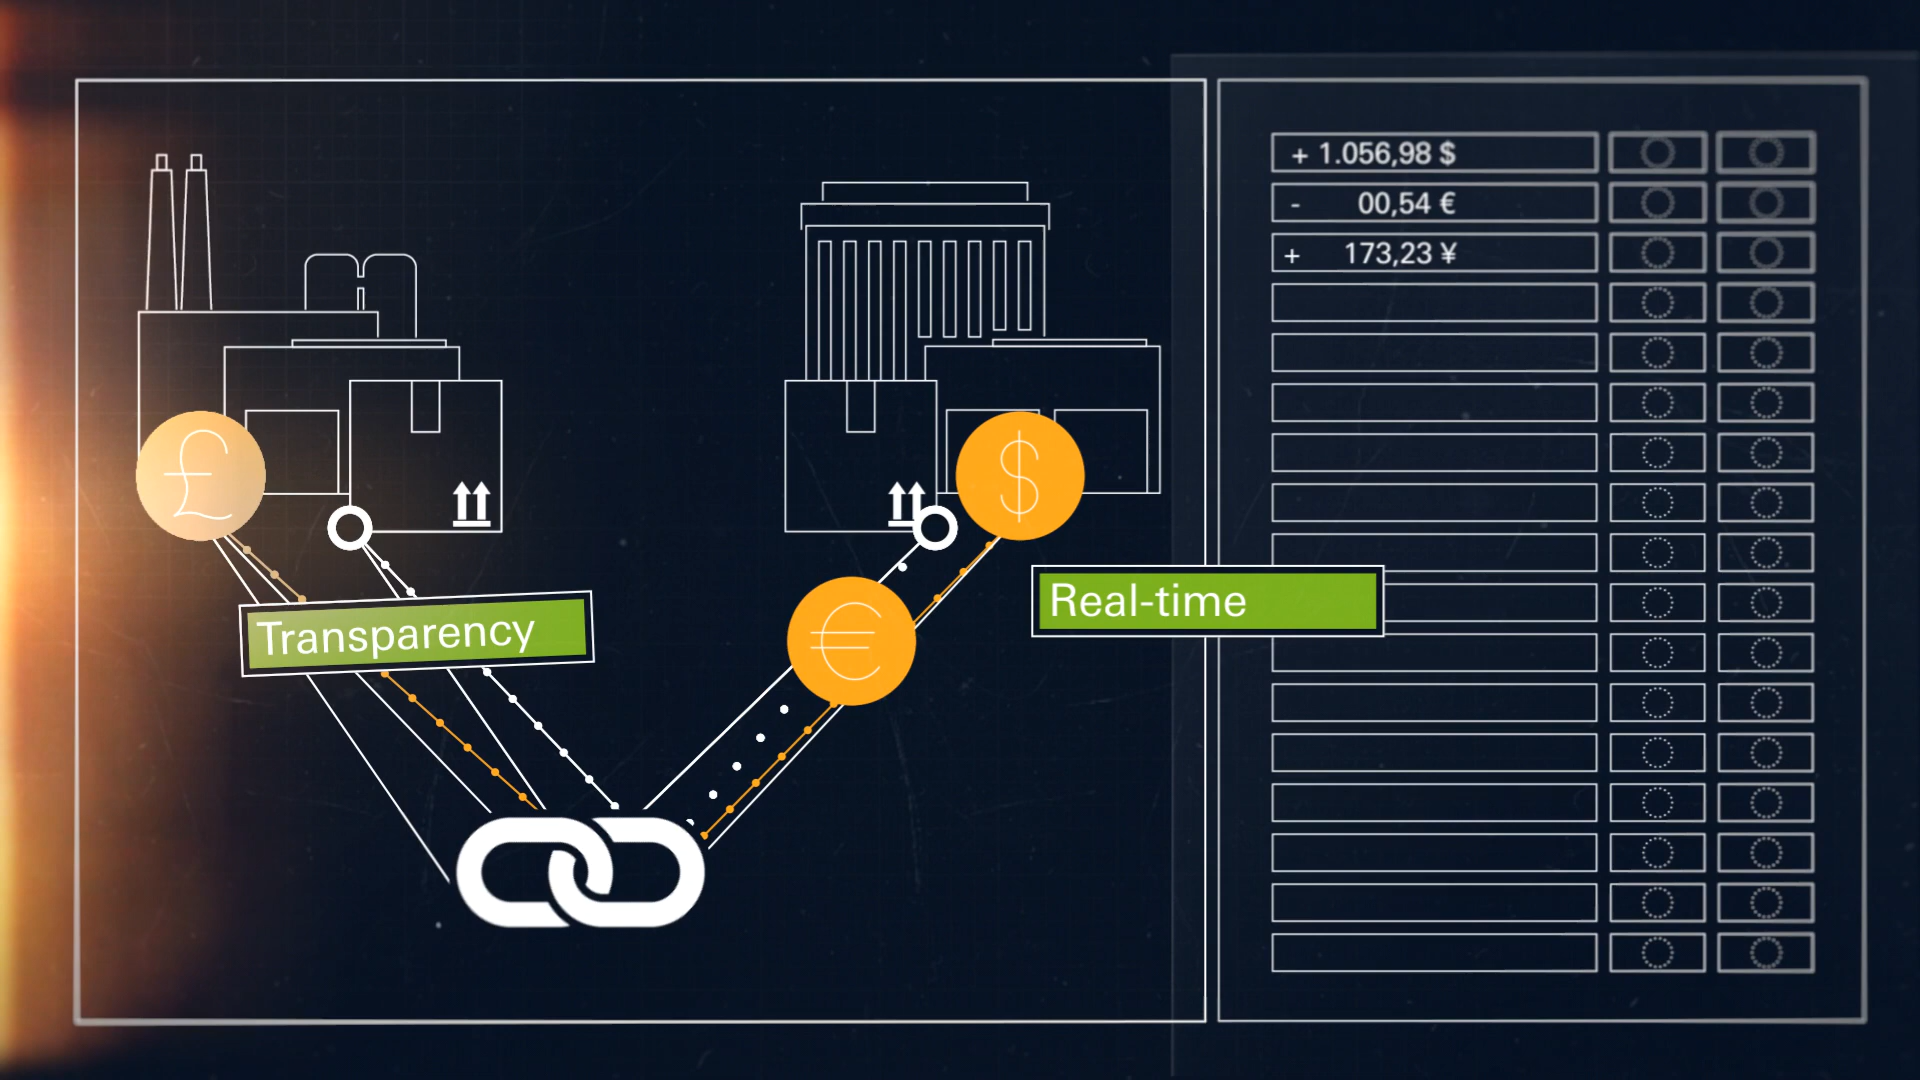 + 1.056,98 $
- 00,54 €
+ 173,23 ¥
£
$
€
Transparency
Real-time